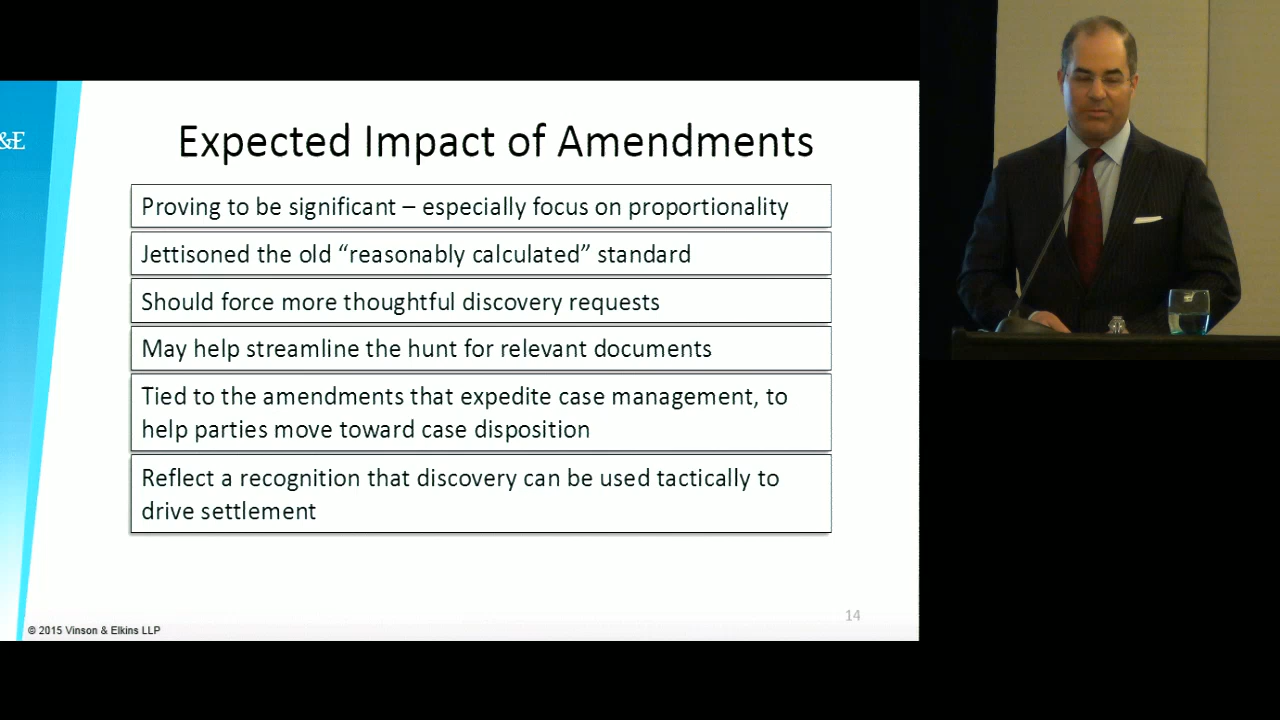 &E
Expected Impact of Amendments
Proving to be significant – especially focus on proportionality
Jettisoned the old “reasonably calculated” standard
Should force more thoughtful discovery requests
May help streamline the hunt for relevant documents
Tied to the amendments that expedite case management, to
help parties move toward case disposition
Reflect a recognition that discovery can be used tactically to
drive settlement
14
© 2015 Vinson & Elkins LLP